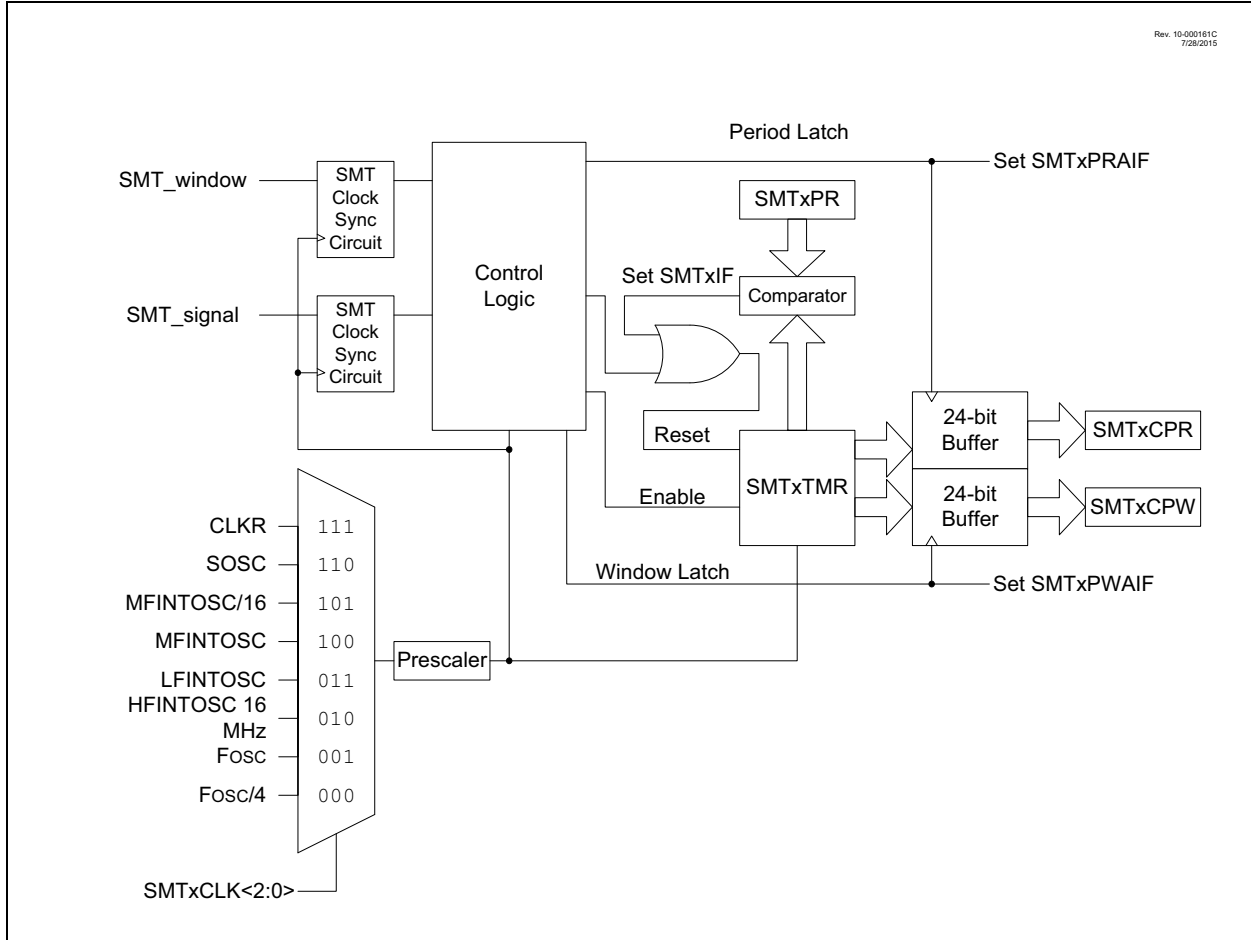 Rev. 10-000161C
7/28/2015
Period Latch
Set SMTxPRAIF
SMT_window
SMT
Clock
Sync
Circuit
Control
Logic
SMTxPR
Set SMTxIF
Comparator
SMT_signal
SMT
Clock
Sync
Circuit
Reset
Enable
SMTxTMR
24-bit
Buffer
SMTxCPR
24-bit
Buffer
SMTxCPW
Window Latch
Set SMTxPWAIF
CLKR 111
SOSC 110
MFINTOSC/16 101
MFINTOSC 100
LFINTOSC 011
HFINTOSC 16
MHz 010
FOSC 001
FOSC/4 000
Prescaler
SMTxCLK<2:0>